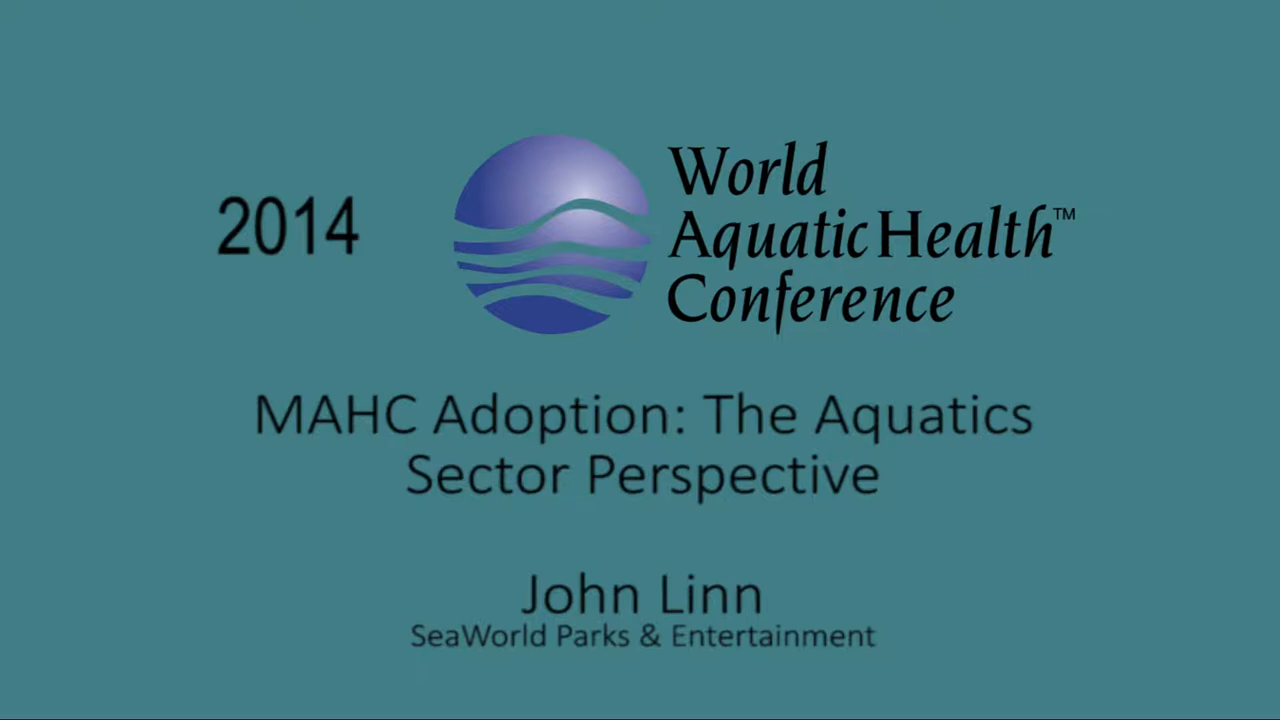 2014
World
Aquatic Health™
Conference
MAHC Adoption: The Aquatics
Sector Perspective
John Linn
SeaWorld Parks & Entertainment